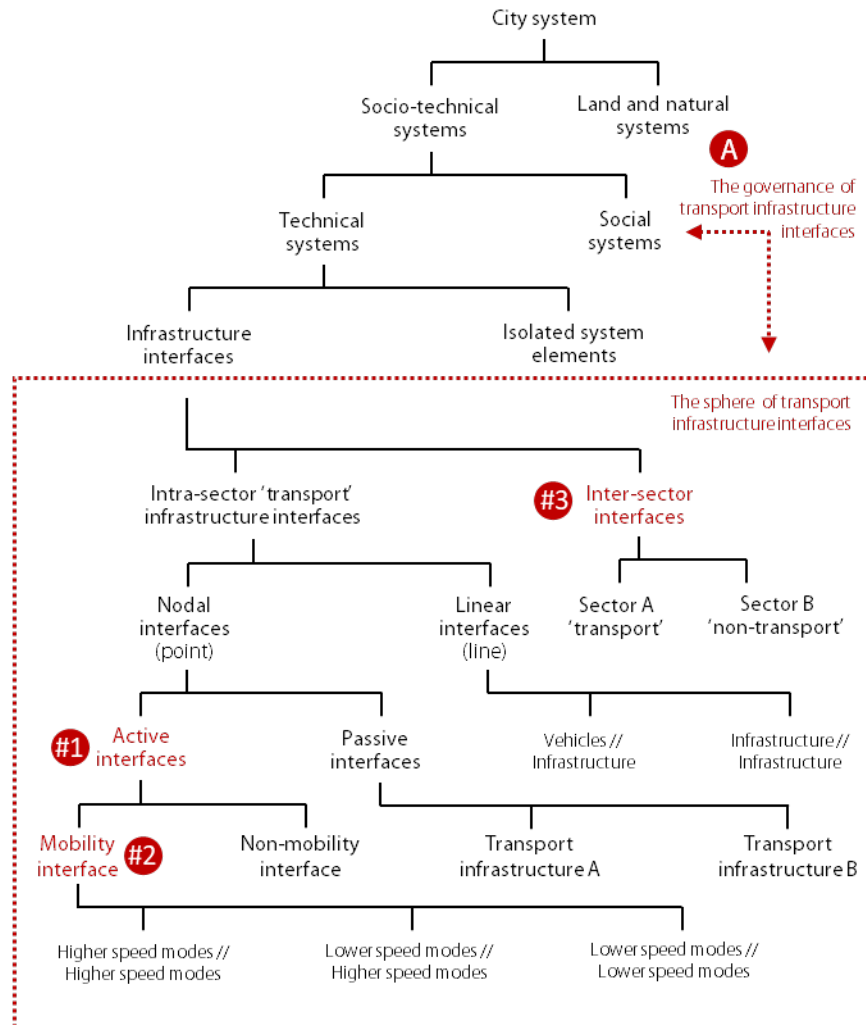 City system
Socio-technical
systems
Land and natural
systems
A
The governance of
transport infrastructure
interfaces
Technical
systems
Social
systems
Infrastructure
interfaces
Isolated system
elements
The sphere of transport
infrastructure interfaces
Intra-sector 'transport'
infrastructure interfaces
#3
Inter-sector
interfaces
Nodal
interfaces
(point)
Linear
interfaces
(line)
Sector A
'transport'
Sector B
'non-transport'
#1
Active
interfaces
Passive
interfaces
Vehicles //
Infrastructure
Infrastructure //
Infrastructure
Mobility
interface
#2
Non-mobility
interface
Transport
infrastructure A
Transport
infrastructure B
Higher speed modes //
Higher speed modes
Lower speed modes //
Higher speed modes
Lower speed modes //
Lower speed modes